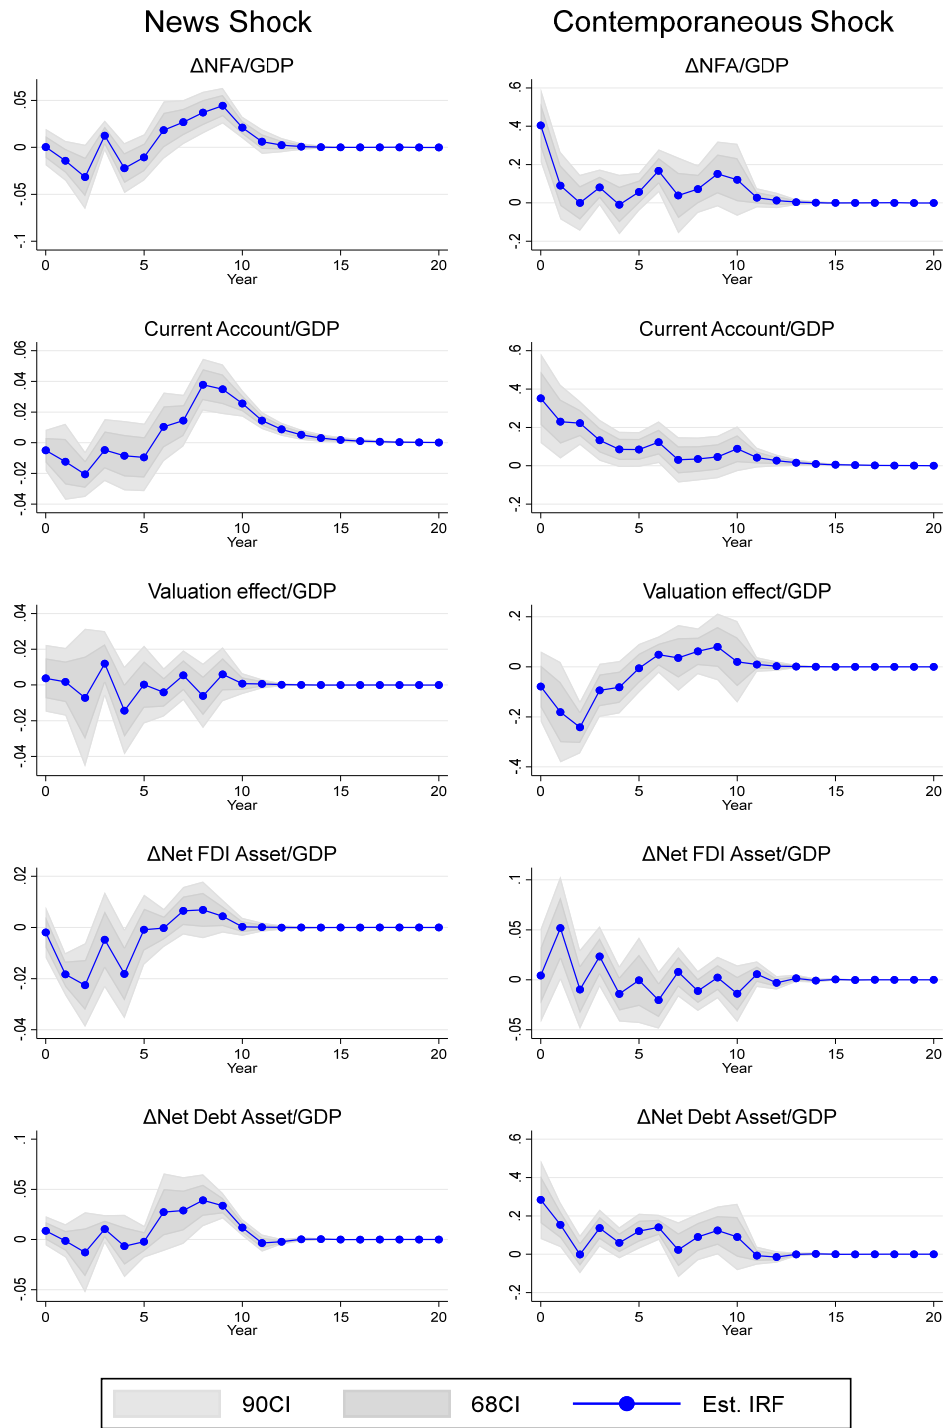 News Shock
Contemporaneous Shock
ΔNFA/GDP
.05
0
-.05
-.1
0 5 10 15 20
Year
ΔNFA/GDP
.6
.4
.2
0
-.2
0 5 10 15 20
Year
Current Account/GDP
.06
.04
.02
0
-.02
-.04
0 5 10 15 20
Year
Current Account/GDP
.6
.4
.2
0
-.2
0 5 10 15 20
Year
Valuation effect/GDP
.04
.02
0
-.02
-.04
0 5 10 15 20
Year
Valuation effect/GDP
.2
0
-.2
-.4
0 5 10 15 20
Year
ΔNet FDI Asset/GDP
.02
0
-.02
-.04
0 5 10 15 20
Year
ΔNet FDI Asset/GDP
.1
.05
0
-.05
0 5 10 15 20
Year
ΔNet Debt Asset/GDP
.1
.05
0
-.05
0 5 10 15 20
Year
ΔNet Debt Asset/GDP
.6
.4
.2
0
-.2
0 5 10 15 20
Year
90CI 68CI Est. IRF